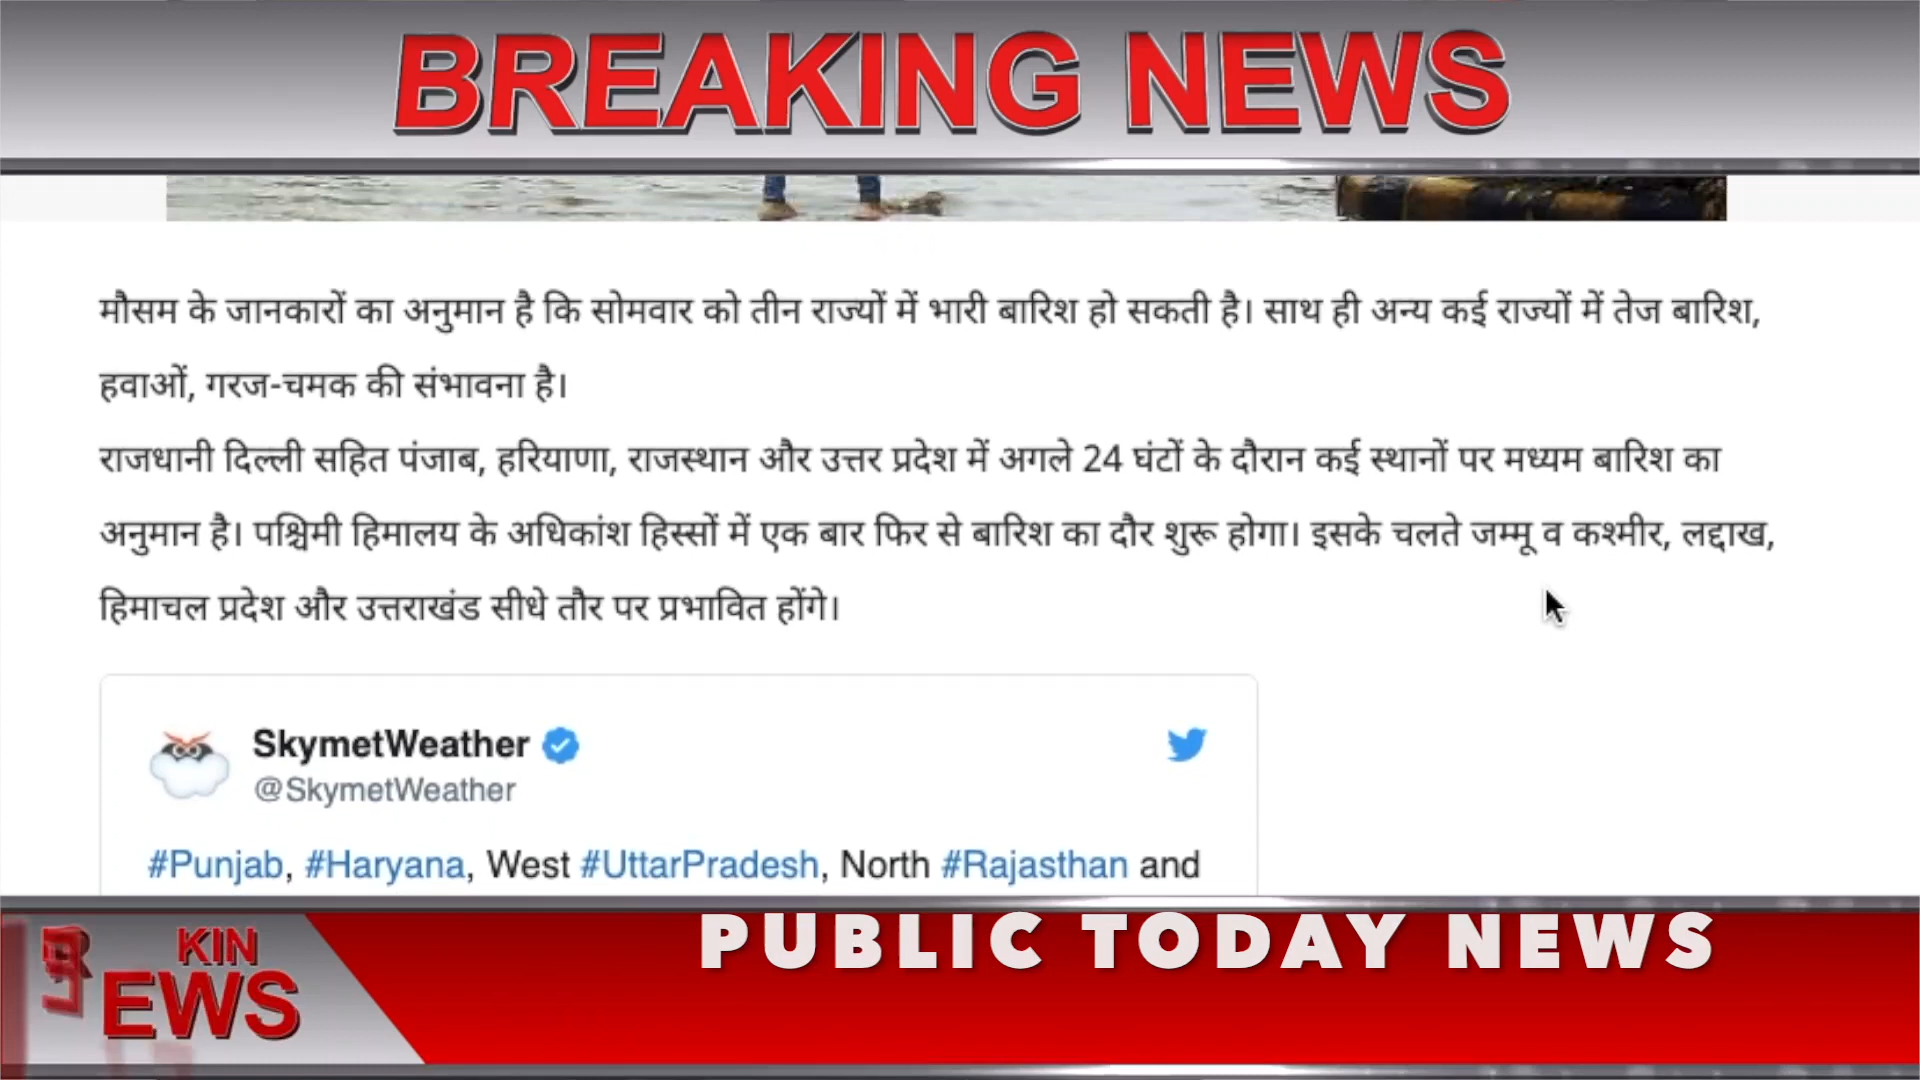 BREAKING NEWS
मौसम के जानकारों का अनुमान है कि सोमवार को तीन राज्यों में भारी बारिश हो सकती है। साथ ही अन्य कई राज्यों में तेज बारिश,
हवाओं, गरज-चमक की संभावना है।
राजधानी दिल्ली सहित पंजाब, हरियाणा, राजस्थान और उत्तर प्रदेश में अगले 24 घंटों के दौरान कई स्थानों पर मध्यम बारिश का
अनुमान है। पश्चिमी हिमालय के अधिकांश हिस्सों में एक बार फिर से बारिश का दौर शुरू होगा। इसके चलते जम्मू व कश्मीर, लद्दाख,
हिमाचल प्रदेश और उत्तराखंड सीधे तौर पर प्रभावित होंगे।
SkymetWeather
@SkymetWeather
#Punjab, #Haryana, West #UttarPradesh, North #Rajasthan and
PUBLIC TODAY NEWS
KIN
EWS